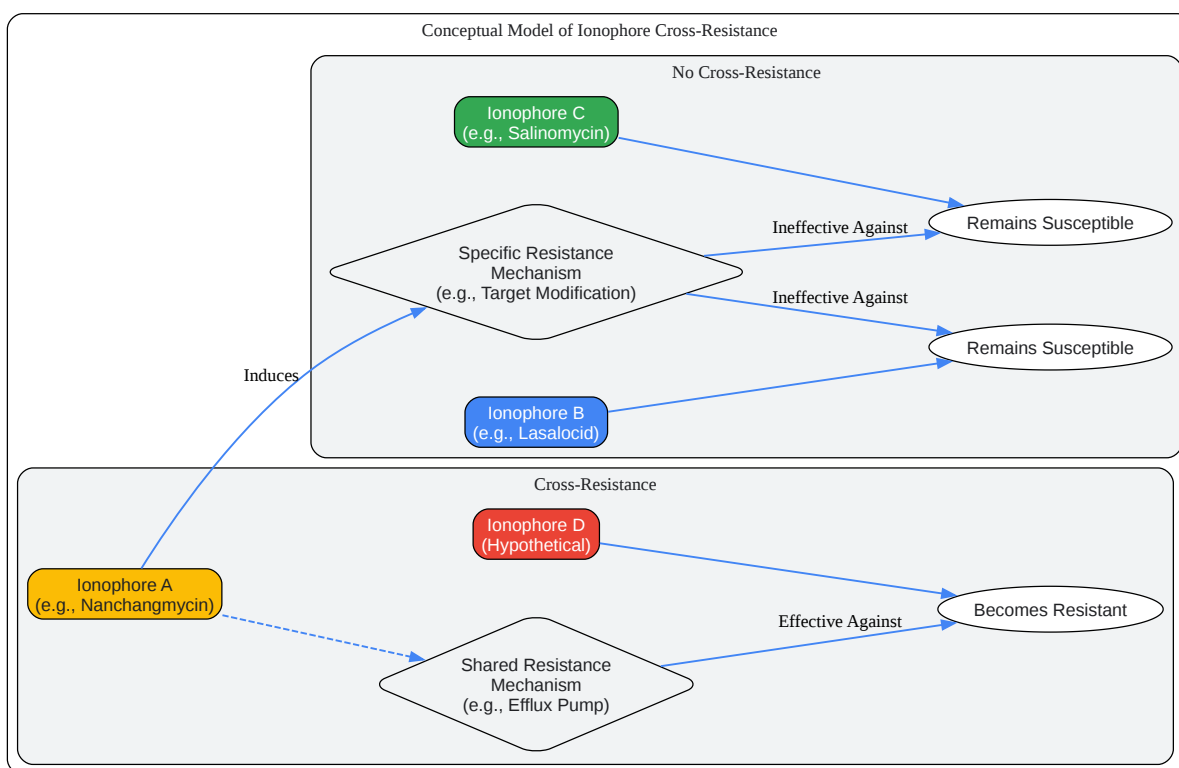 Conceptual Model of Ionophore Cross-Resistance
No Cross-Resistance
Ionophore C
(e.g., Salinomycin)
Remains Susceptible
Ineffective Against
Specific Resistance
Mechanism
(e.g., Target Modification)
Ineffective Against
Remains Susceptible
Induces
Ionophore B
(e.g., Lasalocid)
Cross-Resistance
Ionophore D
(Hypothetical)
Ionophore A
(e.g., Nanchangmycin)
Becomes Resistant
Effective Against
Shared Resistance
Mechanism
(e.g., Efflux Pump)